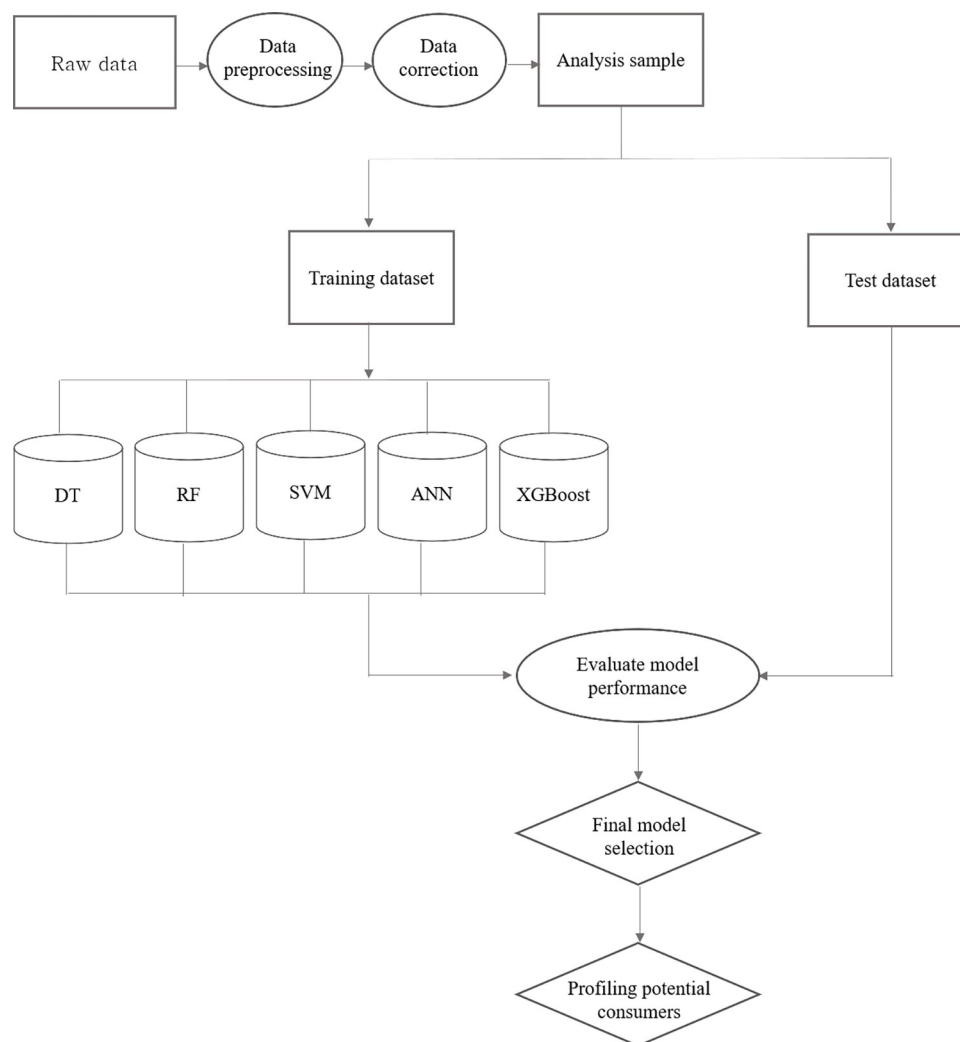 Raw data
Data
preprocessing
Data
correction
Analysis sample
Training dataset
Test dataset
DT
RF
SVM
ANN
XGBoost
Evaluate model
performance
Final model
selection
Profiling potential
consumers